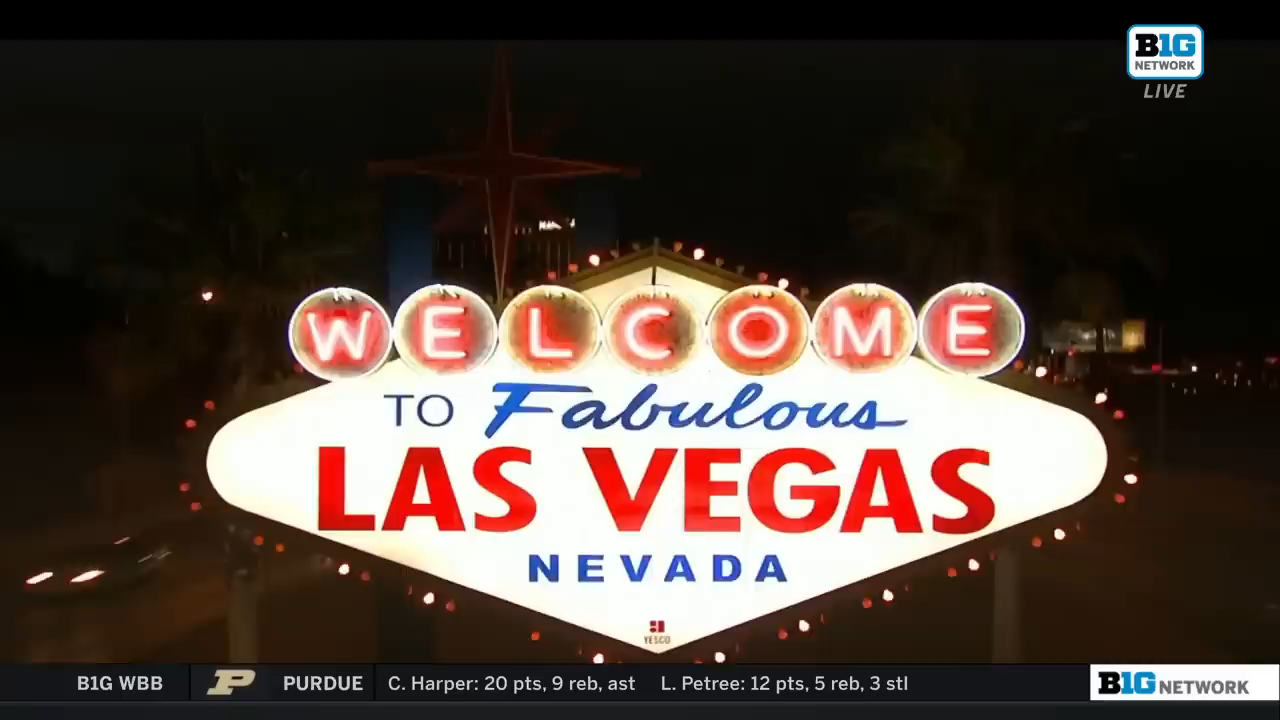 B1G
NETWORK
LIVE
WELCOME
TO Fabulous
LAS VEGAS
NEVADA
YESCO
B1G WBB P PURDUE C. Harper: 20 pts, 9 reb, ast L. Petree: 12 pts, 5 reb, 3 stl B1G NETWORK